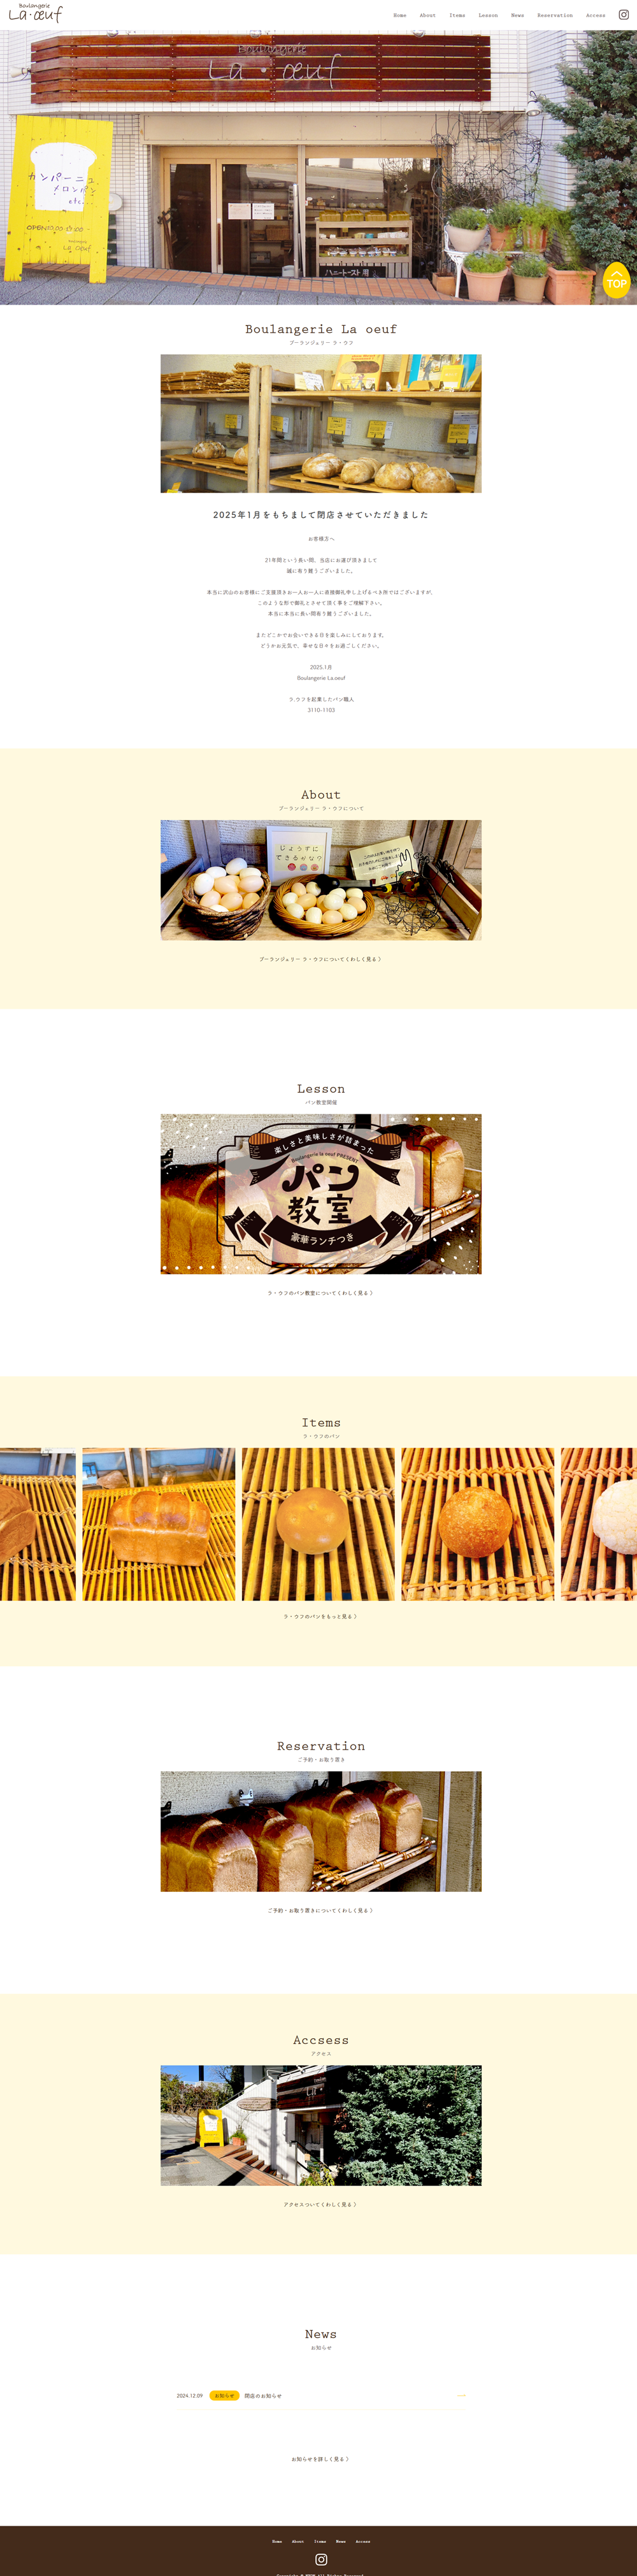 Boulangerie
La・œuf
Home About Items Lesson News Reservation Access
Boulangerie
La・œuf
カンパーニュ
メロンパン
etc.
La oeuf
ハニートースト用
TOP
Boulangerie La oeuf
ブーランジェリー ラ・ウフ
2025年1月をもちまして閉店させていただきました
お客様方へ
21年間という長い間、当店にお運び頂きまして
誠に有り難うございました。
本当に沢山のお客様にご支援頂きお一人お一人に直接御礼申し上げるべき所ではございますが、
このような形で御礼とさせて頂く事をご理解下さい。
本当に本当に長い間有り難うございました。
またどこかでお会いできる日を楽しみにしております。
どうかお元気で、幸せな日々をお過ごしください。
2025.1月
Boulangerie La.oeuf
ラ.ウフを起業したパン職人
3110-1103
About
ブーランジェリー ラ・ウフについて
じょうずに
できるかな?
ブーランジェリー ラ・ウフについてくわしく見る 〉
Lesson
パン教室開催
楽しさと美味しさが詰まった
Boulangerie la oeuf PRESENT
パン
教室
豪華ランチつき
ラ・ウフのパン教室についてくわしく見る 〉
Items
ラ・ウフのパン
ラ・ウフのパンをもっと見る 〉
Reservation
ご予約・お取り置き
ご予約・お取り置きについてくわしく見る 〉
Accsess
アクセス
アクセスついてくわしく見る 〉
News
お知らせ
2024.12.09 お知らせ 閉店のお知らせ
お知らせを詳しく見る 〉
Home About Items News Access